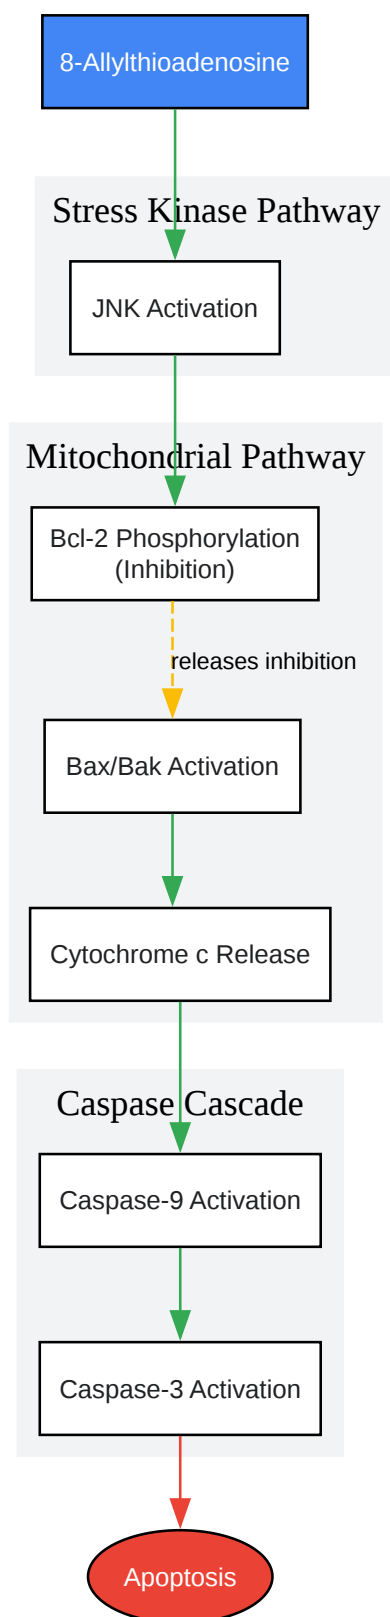 8-Allylthioadenosine
Stress Kinase Pathway
JNK Activation
Mitochondrial Pathway
Bcl-2 Phosphorylation
(Inhibition)
releases inhibition
Bax/Bak Activation
Cytochrome c Release
Caspase Cascade
Caspase-9 Activation
Caspase-3 Activation
Apoptosis